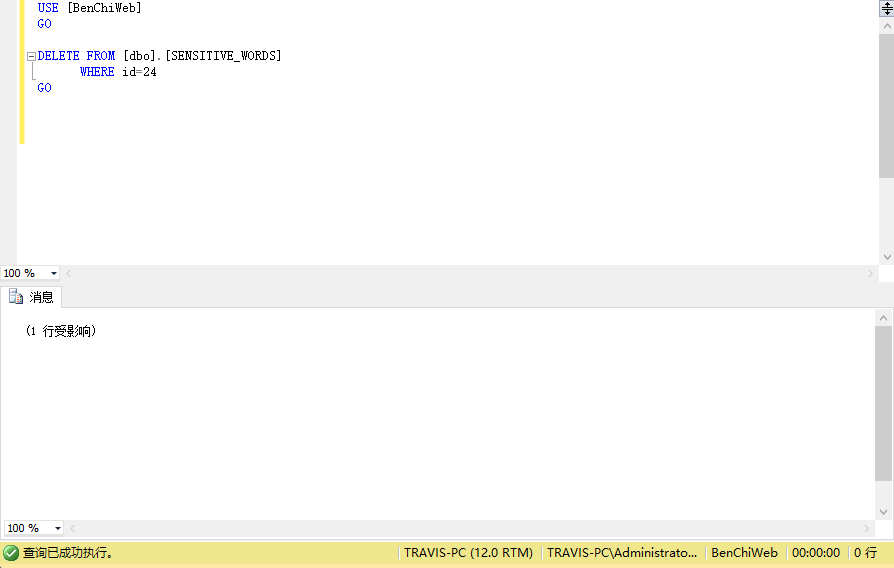 USE [BenChiWeb]
GO
DELETE FROM [dbo].[SENSITIVE_WORDS]
WHERE id=24
GO
100 %
消息
(1 行受影响)
100 %
查询已成功执行。 TRAVIS-PC (12.0 RTM) TRAVIS-PC\Administrato... BenChiWeb 00:00:00 0 行